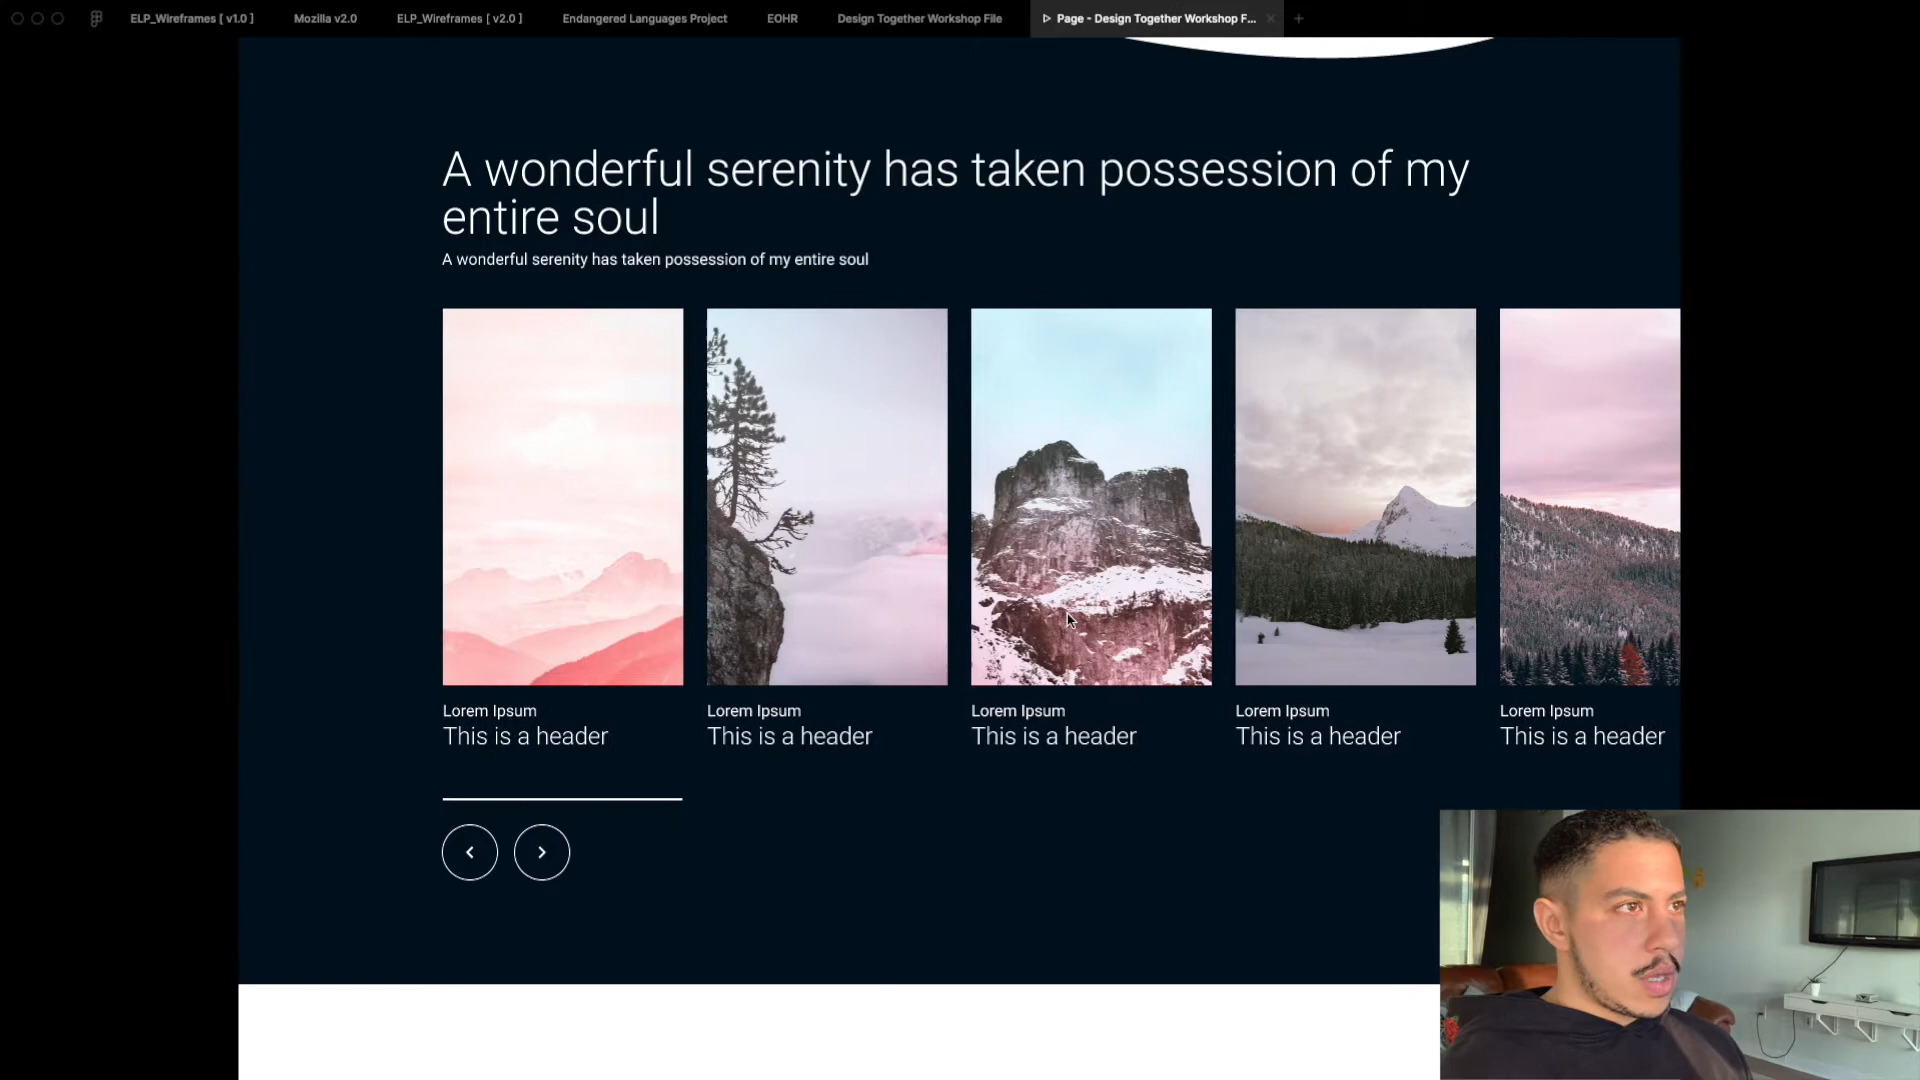 ELP_Wireframes [ v1.0 ] Mozilla v2.0 ELP_Wireframes [ v2.0 ] Endangered Languages Project EOHR Design Together Workshop File Page - Design Together Workshop F...
A wonderful serenity has taken possession of my
entire soul
A wonderful serenity has taken possession of my entire soul
Lorem Ipsum
This is a header
Lorem Ipsum
This is a header
Lorem Ipsum
This is a header
Lorem Ipsum
This is a header
Lorem Ipsum
This is a header